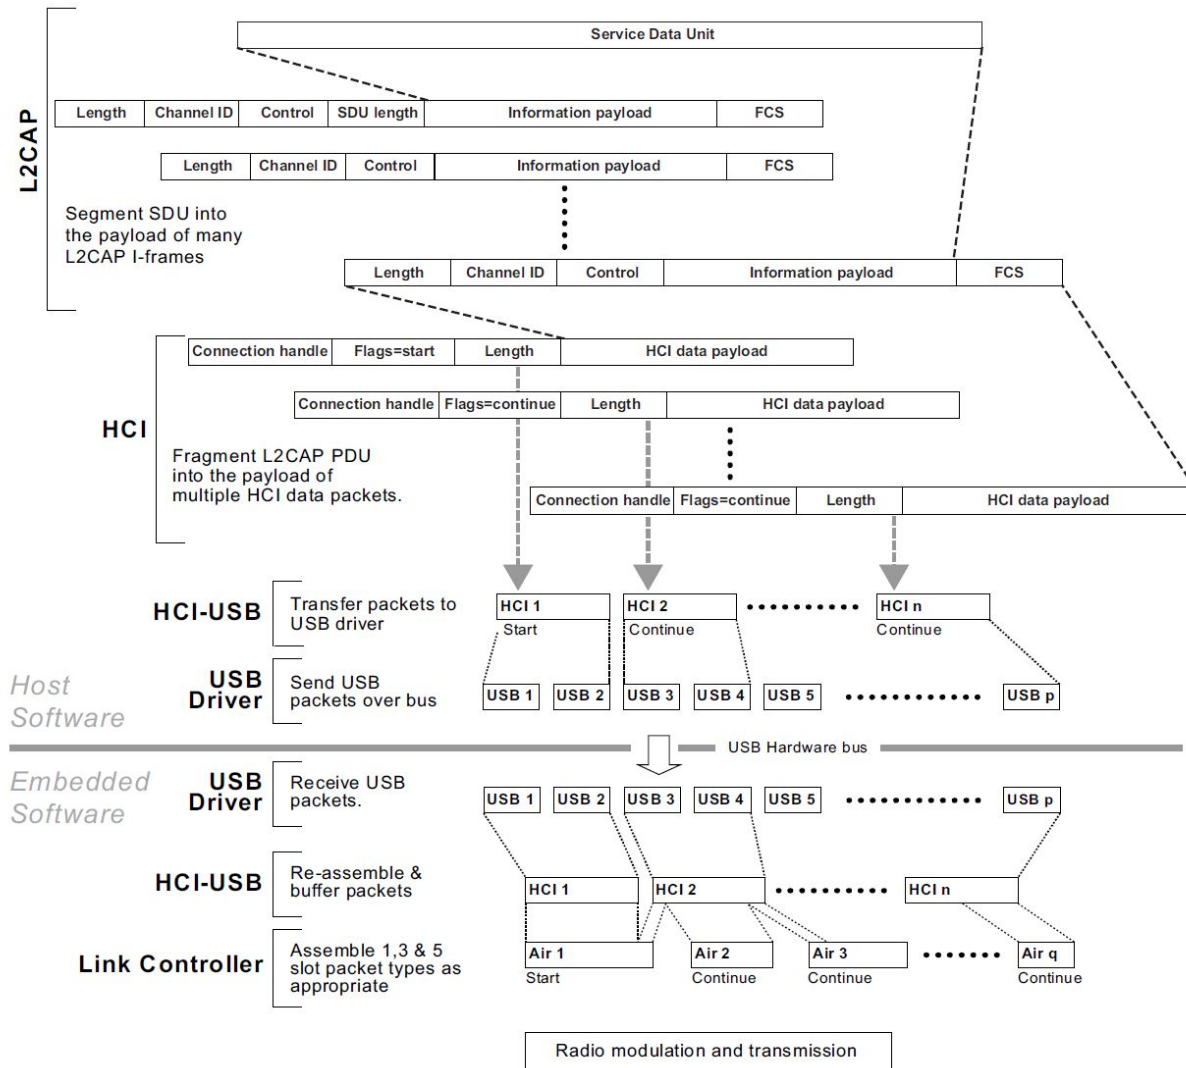 Service Data Unit
L2CAP
Length Channel ID Control SDU length Information payload FCS
Length Channel ID Control Information payload FCS
Segment SDU into
the payload of many
L2CAP I-frames
Length Channel ID Control Information payload FCS
HCI
Connection handle Flags=start Length HCI data payload
Connection handle Flags=continue Length HCI data payload
Fragment L2CAP PDU
into the payload of
multiple HCI data packets.
Connection handle Flags=continue Length HCI data payload
HCI-USB
Transfer packets to
USB driver
HCI 1 HCI 2 HCI n
Start Continue Continue
Host
Software
USB
Driver
Send USB
packets over bus
USB 1 USB 2 USB 3 USB 4 USB 5 USB p
USB Hardware bus
Embedded
Software
USB
Driver
Receive USB
packets.
USB 1 USB 2 USB 3 USB 4 USB 5 USB p
HCI-USB
Re-assemble &
buffer packets
HCI 1 HCI 2 HCI n
Link Controller
Assemble 1,3 & 5
slot packet types as
appropriate
Air 1 Air 2 Air 3 Air q
Start Continue Continue Continue
Radio modulation and transmission